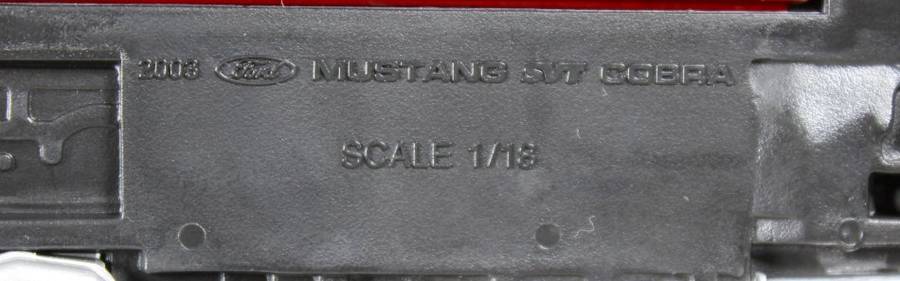 2003 Ford MUSTANG SVT COBRA
SCALE 1/18